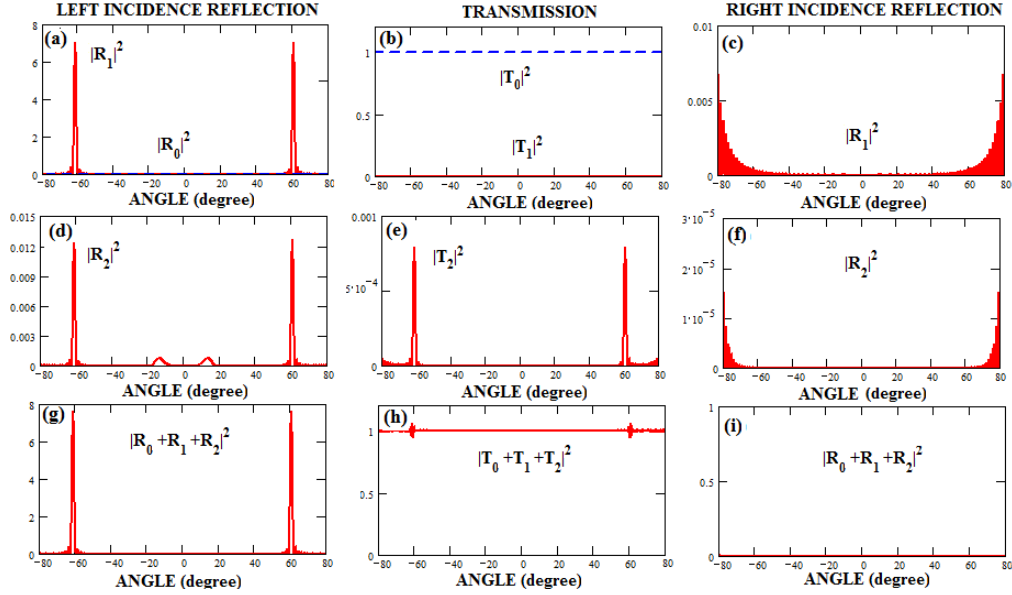 LEFT INCIDENCE REFLECTION
TRANSMISSION
RIGHT INCIDENCE REFLECTION
(a)
|R₁|²
|R₀|²
8
6
4
2
0
−80 −60 −40 −20 0 20 40 60 80
ANGLE (degree)
(b)
|T₀|²
|T₁|²
1
0.5
0
−80 −60 −40 −20 0 20 40 60 80
ANGLE (degree)
(c)
|R₁|²
0.01
0.005
0
−80 −60 −40 −20 0 20 40 60 80
ANGLE (degree)
(d)
|R₂|²
0.015
0.012
0.009
0.006
0.003
0
−80 −60 −40 −20 0 20 40 60 80
ANGLE (degree)
(e)
|T₂|²
0.001
5·10⁻⁴
0
−80 −60 −40 −20 0 20 40 60 80
ANGLE (degree)
(f)
|R₂|²
3·10⁻⁵
2·10⁻⁵
1·10⁻⁵
0
−80 −60 −40 −20 0 20 40 60 80
ANGLE (degree)
(g)
|R₀ +R₁ +R₂|²
8
6
4
2
0
−80 −60 −40 −20 0 20 40 60 80
ANGLE (degree)
(h)
|T₀ +T₁ +T₂|²
1
0.5
0
−80 −60 −40 −20 0 20 40 60 80
ANGLE (degree)
(i)
|R₀ +R₁ +R₂|²
1
0.5
0
−80 −60 −40 −20 0 20 40 60 80
ANGLE (degree)